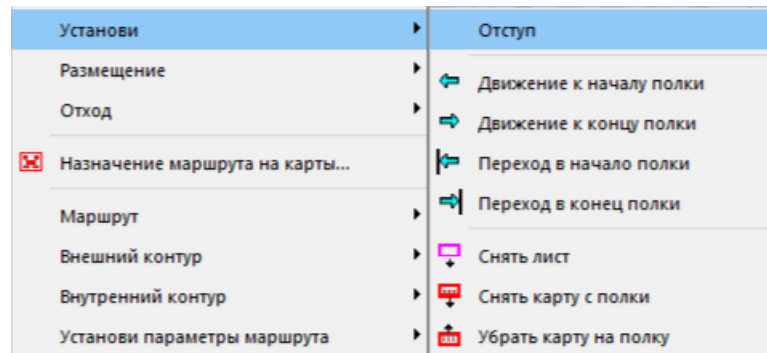 Установи
Размещение
Отход
Назначение маршрута на карты...
Маршрут
Внешний контур
Внутренний контур
Установи параметры маршрута
Отступ
Движение к началу полки
Движение к концу полки
Переход в начало полки
Переход в конец полки
Снять лист
Снять карту с полки
Убрать карту на полку